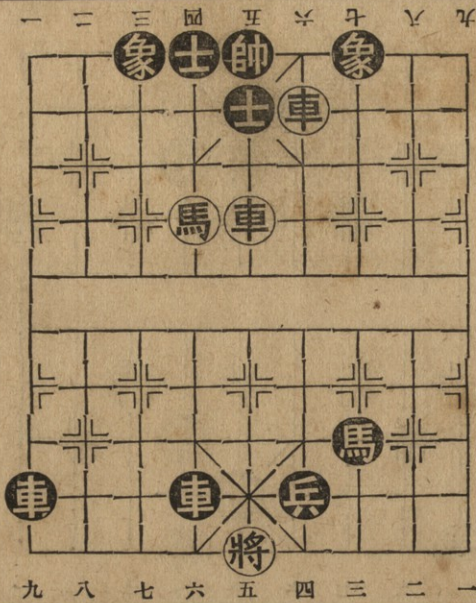 一 二 三 四 五 六 七 八 九
象 士 帥 象
士 車
馬 車
馬
車 車 兵
將
九 八 七 六 五 四 三 二 一